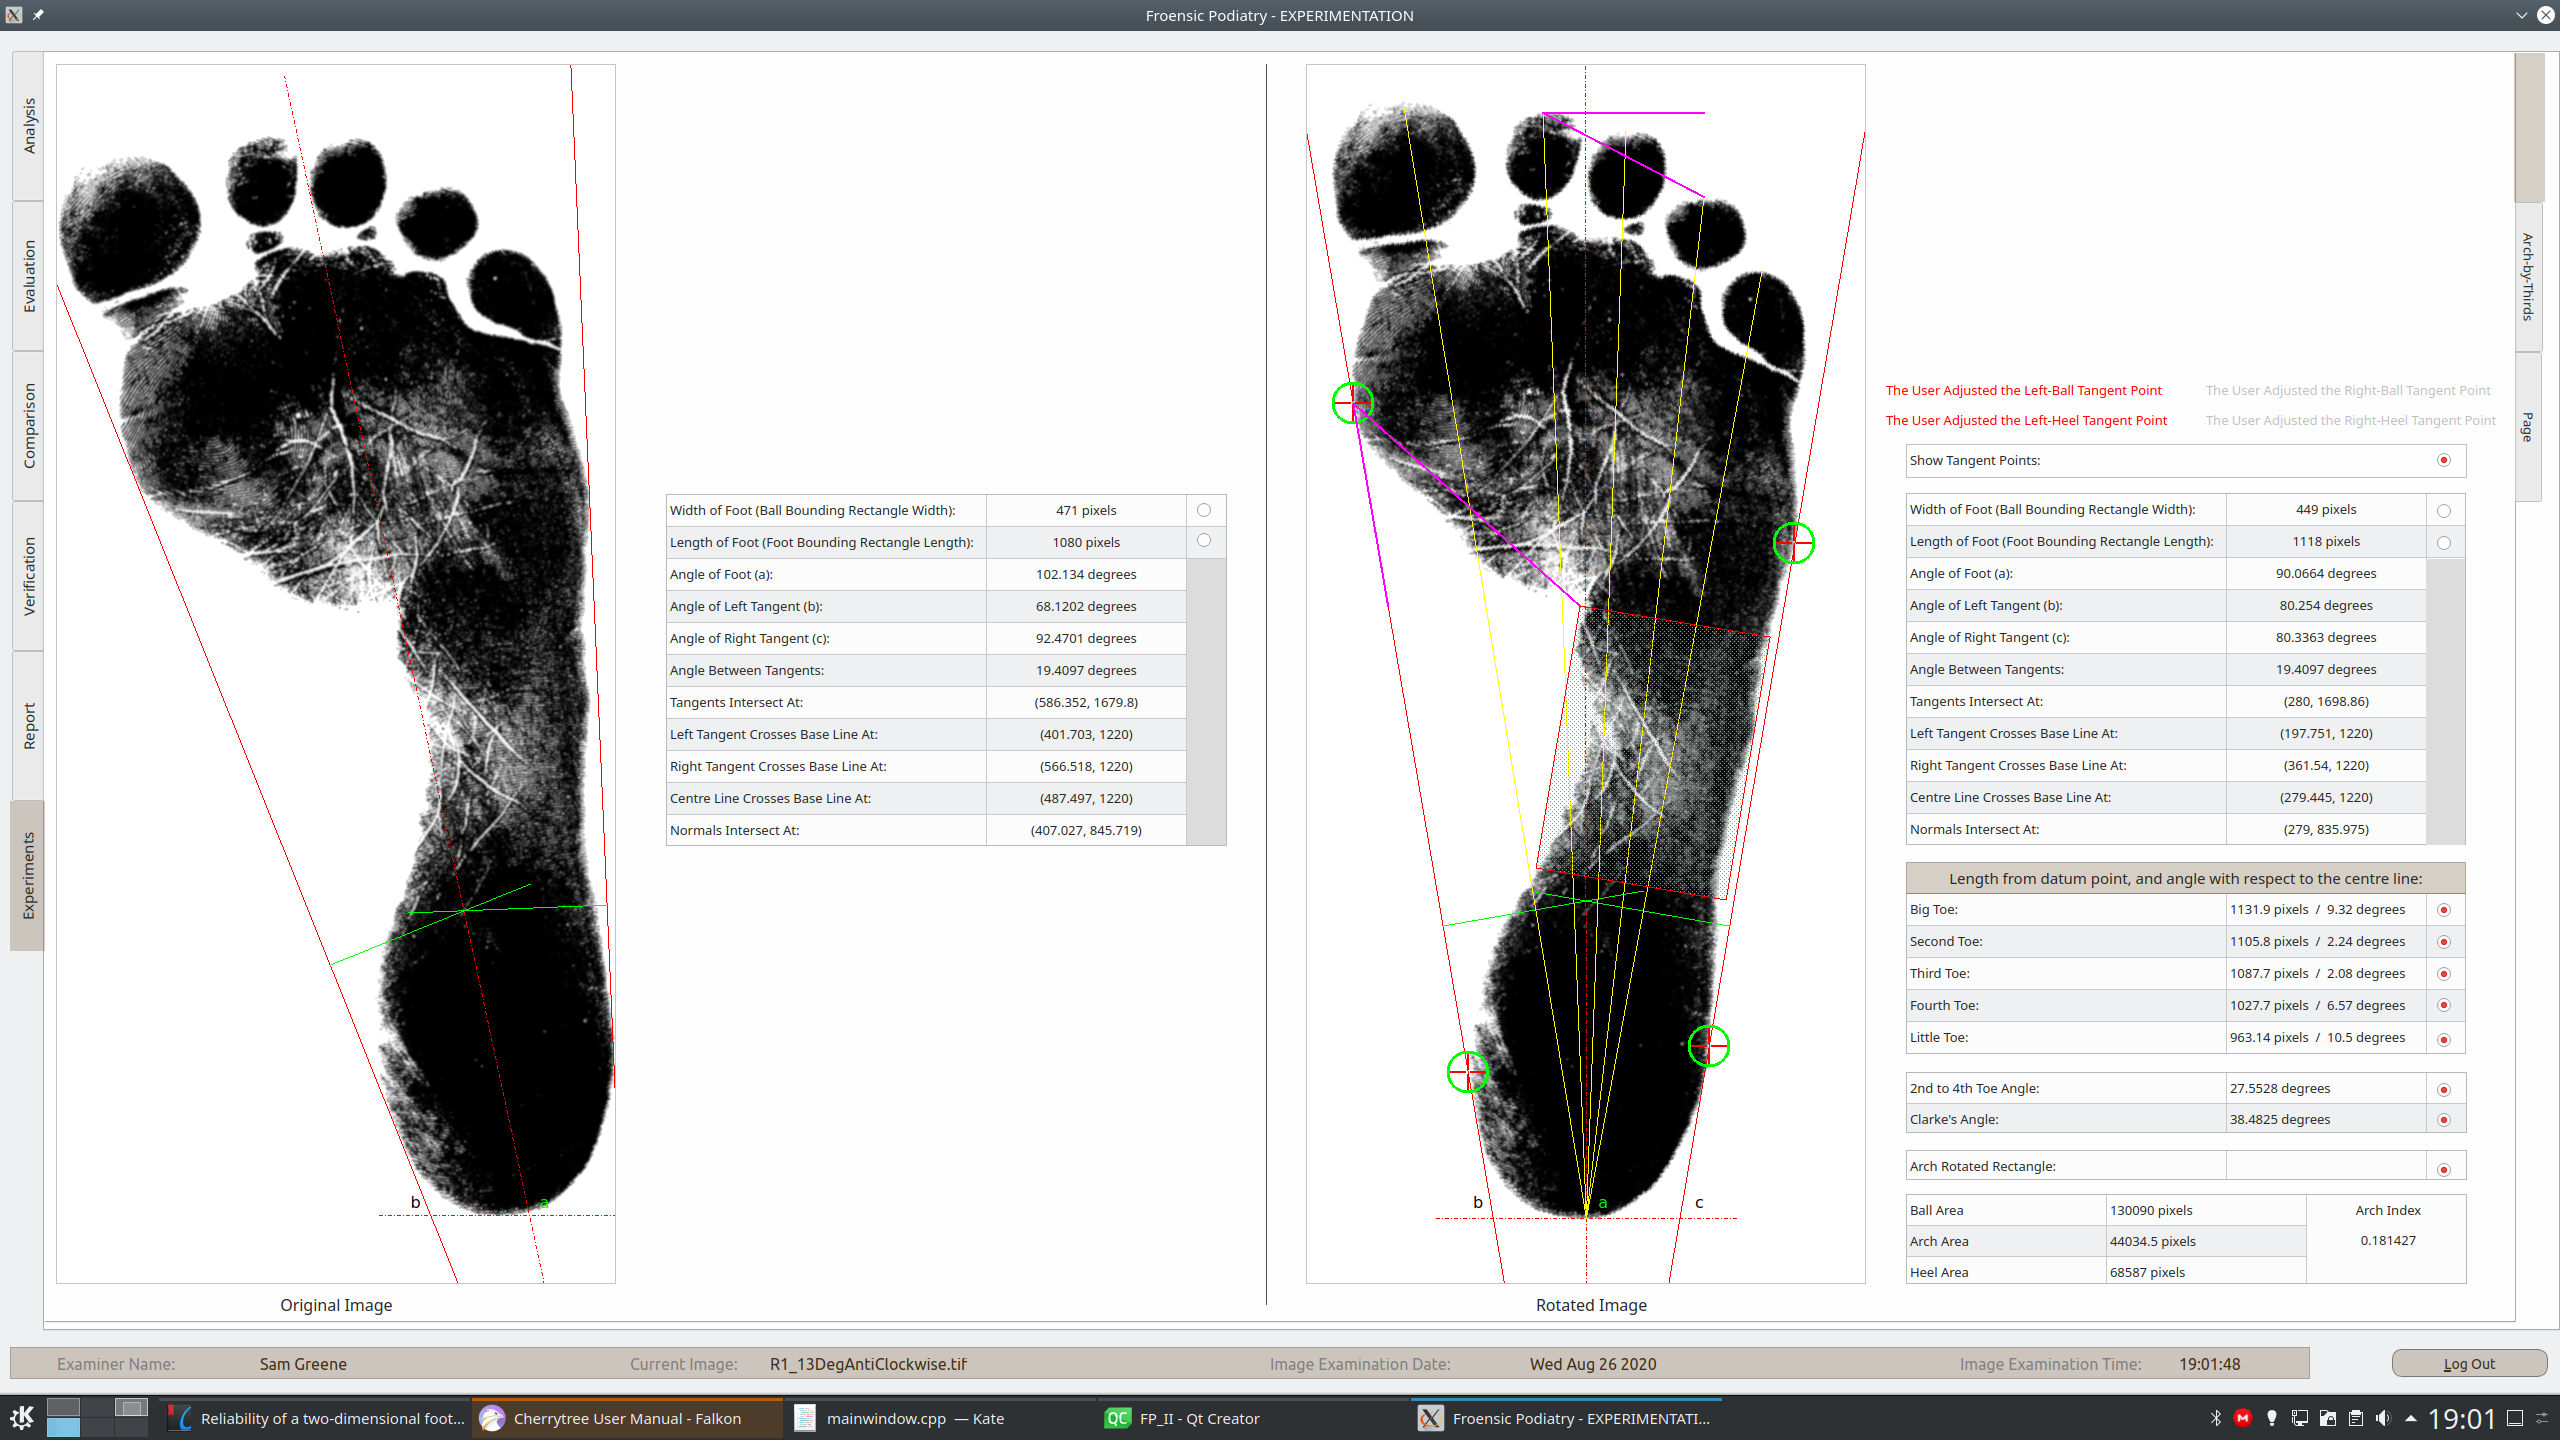 Froensic Podiatry - EXPERIMENTATION
Analysis
Evaluation
Comparison
Verification
Report
Experiments
b
a
Original Image
Width of Foot (Ball Bounding Rectangle Width): 471 pixels
Length of Foot (Foot Bounding Rectangle Length): 1080 pixels
Angle of Foot (a): 102.134 degrees
Angle of Left Tangent (b): 68.1202 degrees
Angle of Right Tangent (c): 92.4701 degrees
Angle Between Tangents: 19.4097 degrees
Tangents Intersect At: (586.352, 1679.8)
Left Tangent Crosses Base Line At: (401.703, 1220)
Right Tangent Crosses Base Line At: (566.518, 1220)
Centre Line Crosses Base Line At: (487.497, 1220)
Normals Intersect At: (407.027, 845.719)
b
a
c
Rotated Image
The User Adjusted the Left-Ball Tangent Point The User Adjusted the Right-Ball Tangent Point
The User Adjusted the Left-Heel Tangent Point The User Adjusted the Right-Heel Tangent Point
Show Tangent Points:
Width of Foot (Ball Bounding Rectangle Width): 449 pixels
Length of Foot (Foot Bounding Rectangle Length): 1118 pixels
Angle of Foot (a): 90.0664 degrees
Angle of Left Tangent (b): 80.254 degrees
Angle of Right Tangent (c): 80.3363 degrees
Angle Between Tangents: 19.4097 degrees
Tangents Intersect At: (280, 1698.86)
Left Tangent Crosses Base Line At: (197.751, 1220)
Right Tangent Crosses Base Line At: (361.54, 1220)
Centre Line Crosses Base Line At: (279.445, 1220)
Normals Intersect At: (279, 835.975)
Length from datum point, and angle with respect to the centre line:
Big Toe: 1131.9 pixels / 9.32 degrees
Second Toe: 1105.8 pixels / 2.24 degrees
Third Toe: 1087.7 pixels / 2.08 degrees
Fourth Toe: 1027.7 pixels / 6.57 degrees
Little Toe: 963.14 pixels / 10.5 degrees
2nd to 4th Toe Angle: 27.5528 degrees
Clarke's Angle: 38.4825 degrees
Arch Rotated Rectangle:
Ball Area 130090 pixels Arch Index
Arch Area 44034.5 pixels 0.181427
Heel Area 68587 pixels
Arch-by-Thirds
Page
Examiner Name: Sam Greene Current Image: R1_13DegAntiClockwise.tif Image Examination Date: Wed Aug 26 2020 Image Examination Time: 19:01:48 Log Out
Reliability of a two-dimensional foot... Cherrytree User Manual - Falkon mainwindow.cpp — Kate QC FP_II - Qt Creator Froensic Podiatry - EXPERIMENTATI... 19:01